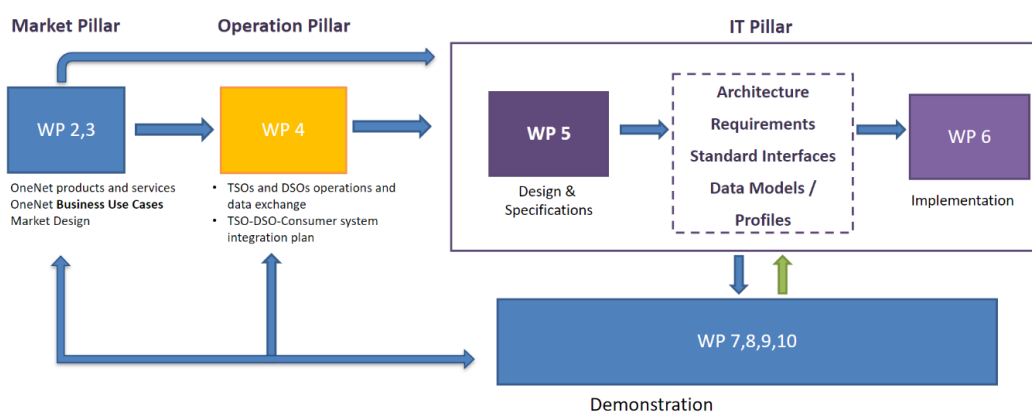 Market Pillar
Operation Pillar
IT Pillar
WP 2,3
WP 4
WP 5
Architecture
Requirements
Standard Interfaces
Data Models /
Profiles
WP 6
OneNet products and services
OneNet Business Use Cases
Market Design
• TSOs and DSOs operations and
data exchange
• TSO-DSO-Consumer system
integration plan
Design &
Specifications
Implementation
WP 7,8,9,10
Demonstration